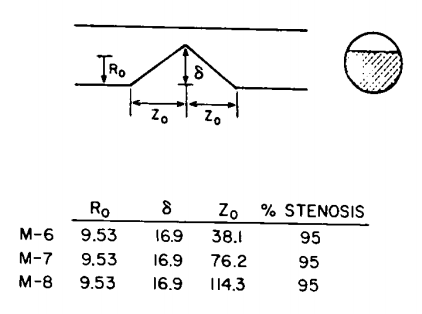 R₀
δ
Z₀ Z₀
R₀ δ Z₀ % STENOSIS
M-6 9.53 16.9 38.1 95
M-7 9.53 16.9 76.2 95
M-8 9.53 16.9 114.3 95